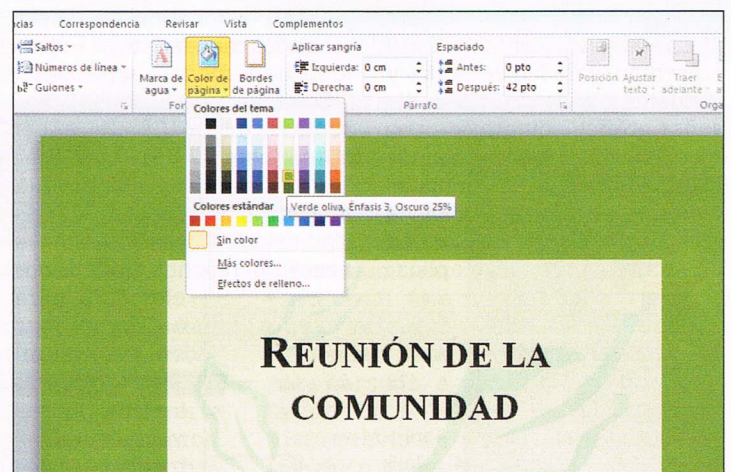 cias Correspondencia Revisar Vista Complementos
Saltos
Números de línea
Guiones
Marca de agua
Color de página
Bordes de página
Aplicar sangría
Izquierda: 0 cm
Derecha: 0 cm
Espaciado
Antes: 0 pto
Después: 42 pto
Posición
Ajustar texto
Traer adelante
For
Párrafo
Orga
Colores del tema
Verde oliva, Énfasis 3, Oscuro 25%
Colores estándar
Sin color
Más colores...
Efectos de relleno...
REUNIÓN DE LA
COMUNIDAD